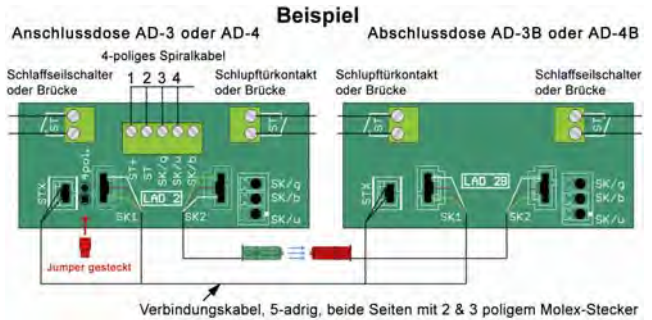 Beispiel
Anschlussdose AD-3 oder AD-4
Abschlussdose AD-3B oder AD-4B
4-poliges Spiralkabel
Schlaffseilschalter
oder Brücke
1 2 3 4
Schlupftürkontakt
oder Brücke
Schlupftürkontakt
oder Brücke
Schlaffseilschalter
oder Brücke
ST
ST
ST
ST
4pol.
ST+
ST
SK/g
SK/u
SK/b
STX
LAD 2
SK1
SK2
SK/g
SK/b
SK/u
STX
LAD 2B
SK1
SK2
SK/g
SK/b
SK/u
Jumper gesteckt
Verbindungskabel, 5-adrig, beide Seiten mit 2 & 3 poligem Molex-Stecker